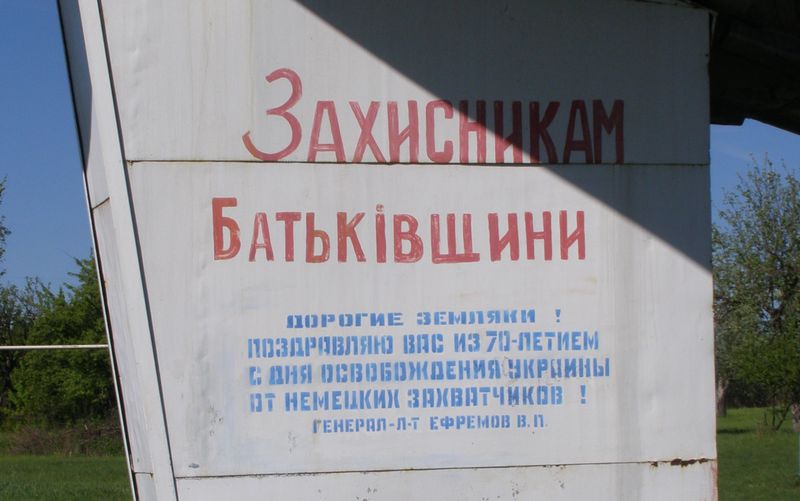 Захисникам
Батьківщини
ДОРОГИЕ ЗЕМЛЯКИ !
ПОЗДРАВЛЯЮ ВАС ИЗ 70-ЛЕТИЕМ
С ДНЯ ОСВОБОЖДЕНИЯ УКРАИНЫ
ОТ НЕМЕЦКИХ ЗАХВАТЧИКОВ !
ГЕНЕРАЛ-Л-Т ЕФРЕМОВ В.П.